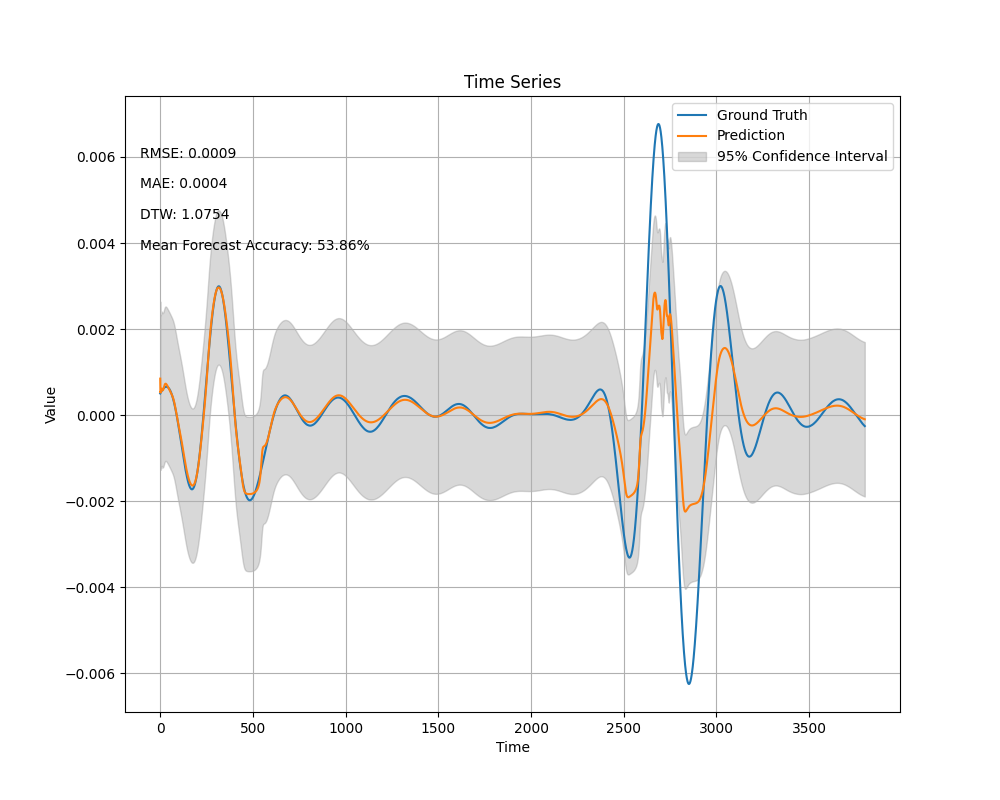 Time Series
Ground Truth
Prediction
95% Confidence Interval
RMSE: 0.0009
MAE: 0.0004
DTW: 1.0754
Mean Forecast Accuracy: 53.86%
Value
0.006
0.004
0.002
0.000
−0.002
−0.004
−0.006
0 500 1000 1500 2000 2500 3000 3500
Time